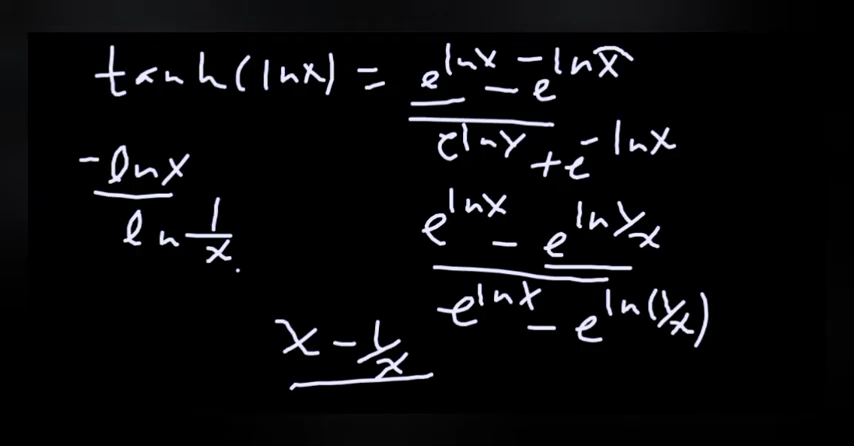 tanh(lnx) = (e^lnx - e^-lnx) / (e^lnx + e^-lnx)
-lnx
ln 1/x.
(e^lnx - e^ln 1/x) / (e^lnx - e^ln(1/x))
x - 1/x